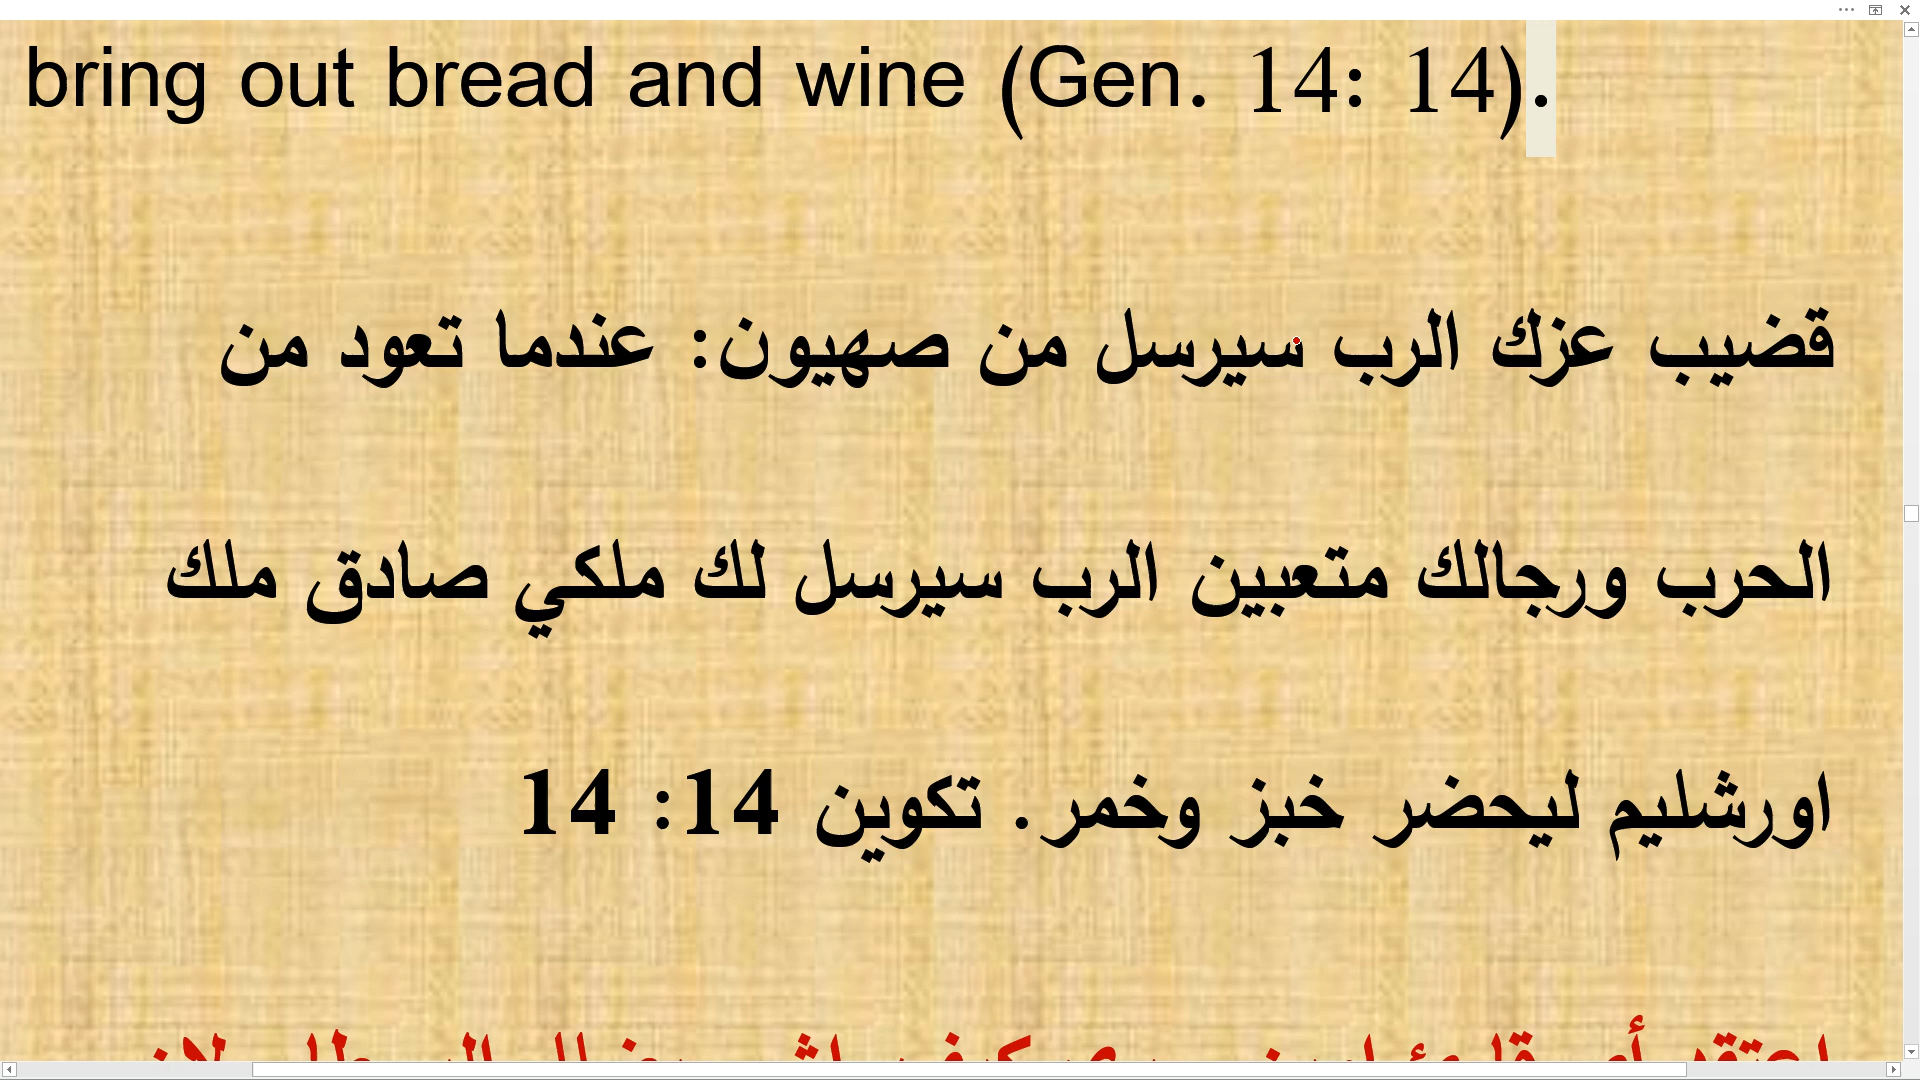 bring out bread and wine (Gen. 14: 14).
قضيب عزك الرب سيرسل من صهيون: عندما تعود من
الحرب ورجالك متعبين الرب سيرسل لك ملكي صادق ملك
اورشليم ليحضر خبز وخمر. تكوين 14: 14